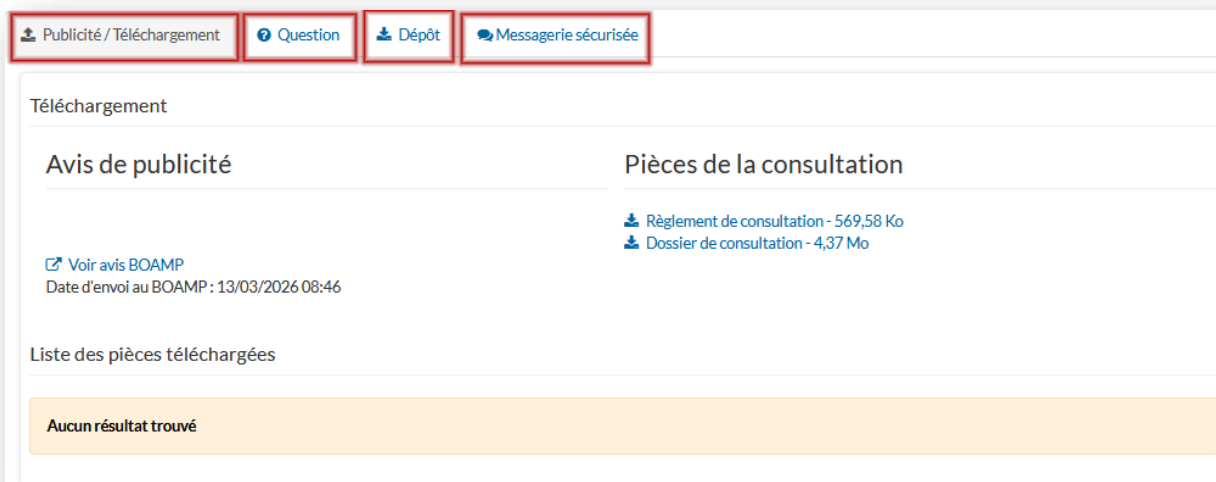 Publicité / Téléchargement Question Dépôt Messagerie sécurisée
Téléchargement
Avis de publicité
Pièces de la consultation
Règlement de consultation - 569,58 Ko
Dossier de consultation - 4,37 Mo
Voir avis BOAMP
Date d'envoi au BOAMP : 13/03/2026 08:46
Liste des pièces téléchargées
Aucun résultat trouvé